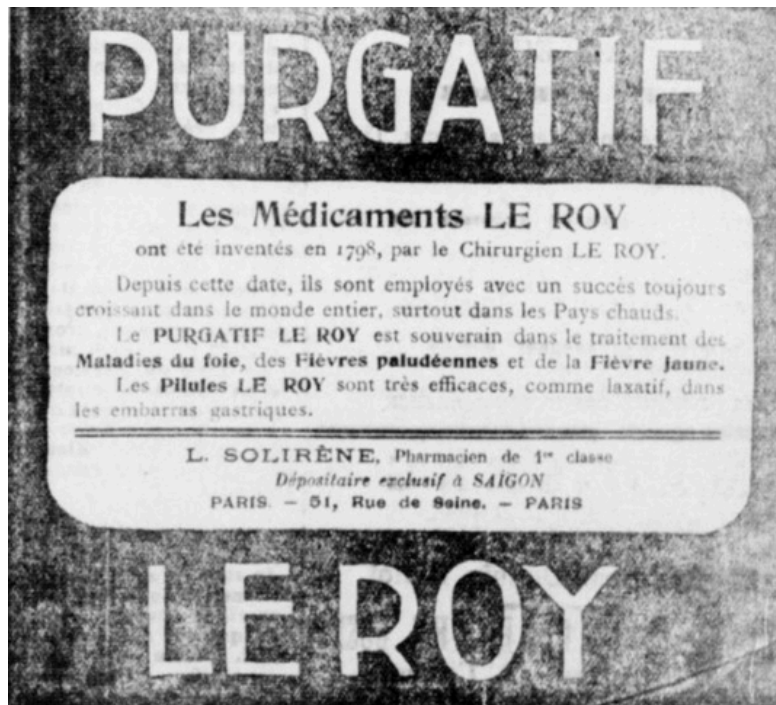 PURGATIF
Les Médicaments LE ROY
ont été inventés en 1798, par le Chirurgien LE ROY.
Depuis cette date, ils sont employés avec un succès toujours
croissant dans le monde entier, surtout dans les Pays chauds.
Le PURGATIF LE ROY est souverain dans le traitement des
Maladies du foie, des Fièvres paludéennes et de la Fièvre jaune.
Les Pilules LE ROY sont très efficaces, comme laxatif, dans
les embarras gastriques.
L. SOLIRÈNE, Pharmacien de 1re classe
Dépositaire exclusif à SAÏGON
PARIS. — 51, Rue de Seine. — PARIS
LE ROY